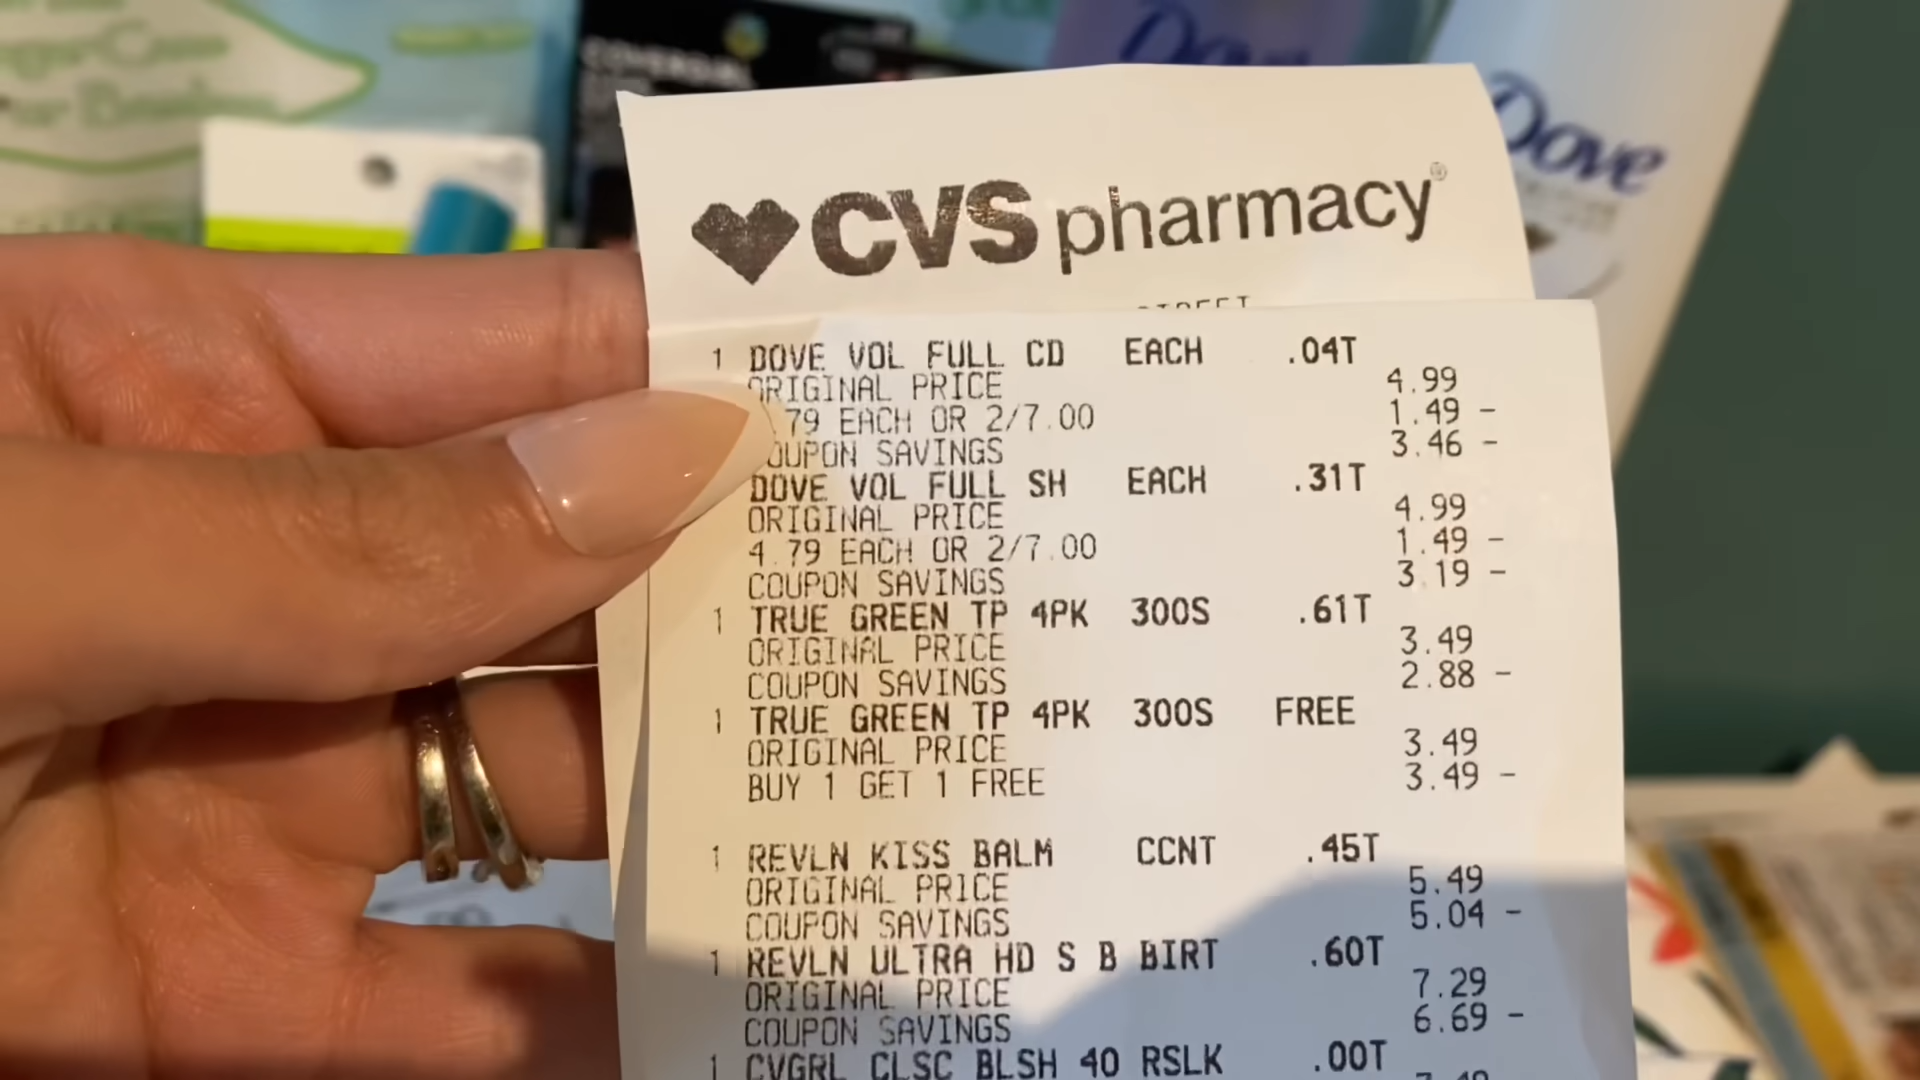 COVERGIRL
Dove
Dove
CVS pharmacy®
STREET
1 DOVE VOL FULL CD EACH .04T
ORIGINAL PRICE 4.99
.79 EACH OR 2/7.00 1.49 -
COUPON SAVINGS 3.46 -
DOVE VOL FULL SH EACH .31T
ORIGINAL PRICE 4.99
4.79 EACH OR 2/7.00 1.49 -
COUPON SAVINGS 3.19 -
1 TRUE GREEN TP 4PK 300S .61T
ORIGINAL PRICE 3.49
COUPON SAVINGS 2.88 -
1 TRUE GREEN TP 4PK 300S FREE
ORIGINAL PRICE 3.49
BUY 1 GET 1 FREE 3.49 -
1 REVLN KISS BALM CCNT .45T
ORIGINAL PRICE 5.49
COUPON SAVINGS 5.04 -
1 REVLN ULTRA HD S B BIRT .60T
ORIGINAL PRICE 7.29
COUPON SAVINGS 6.69 -
1 CVGRL CLSC BLSH 40 RSLK .00T